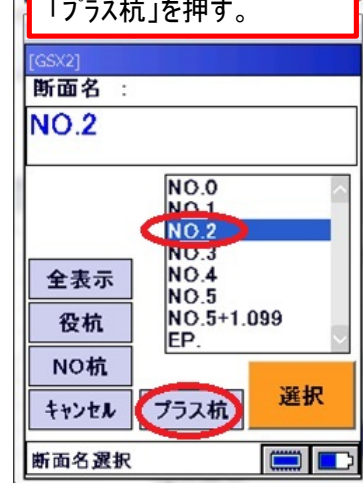 「プラス杭」を押す。
[GSX2]
断面名 :
NO.2
NO.0
NO.1
NO.2
NO.3
NO.4
NO.5
NO.5+1.099
EP.
全表示
役杭
NO杭
キャンセル
プラス杭
選択
断面名選択